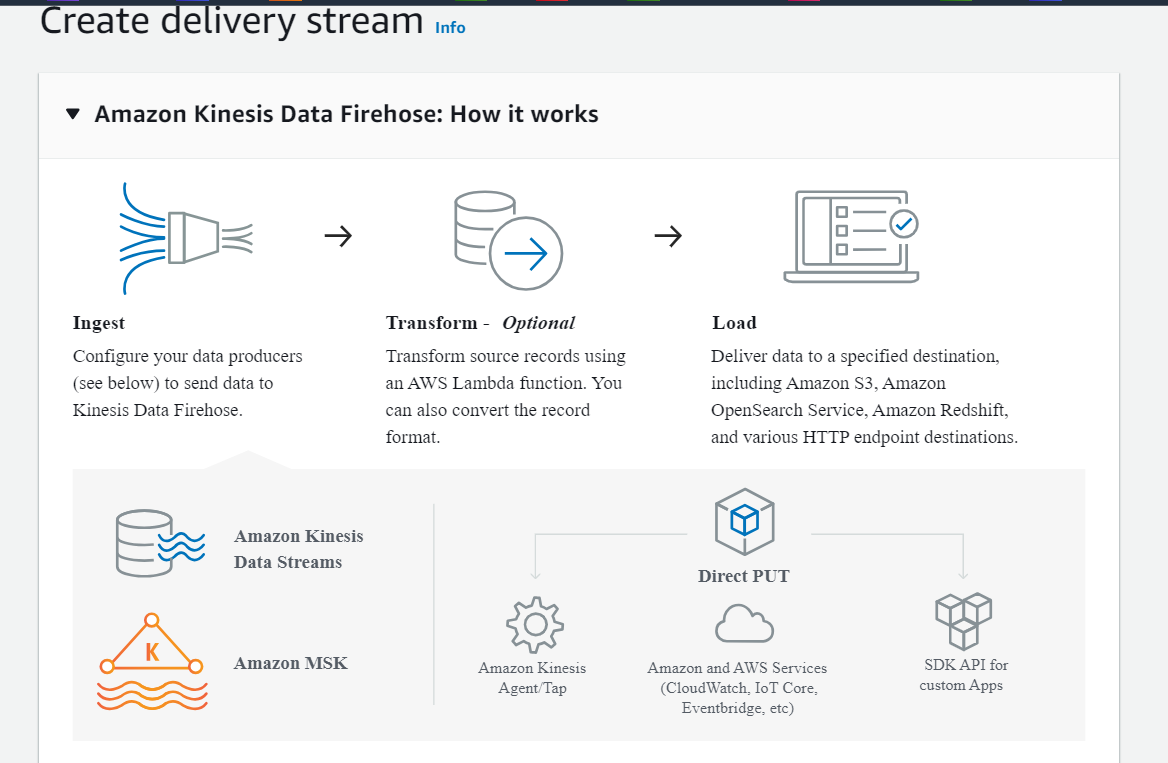 Create delivery stream Info
Amazon Kinesis Data Firehose: How it works
Ingest
Configure your data producers
(see below) to send data to
Kinesis Data Firehose.
Transform - Optional
Transform source records using
an AWS Lambda function. You
can also convert the record
format.
Load
Deliver data to a specified destination,
including Amazon S3, Amazon
OpenSearch Service, Amazon Redshift,
and various HTTP endpoint destinations.
Amazon Kinesis
Data Streams
K
Amazon MSK
Direct PUT
Amazon Kinesis
Agent/Tap
Amazon and AWS Services
(CloudWatch, IoT Core,
Eventbridge, etc)
SDK API for
custom Apps